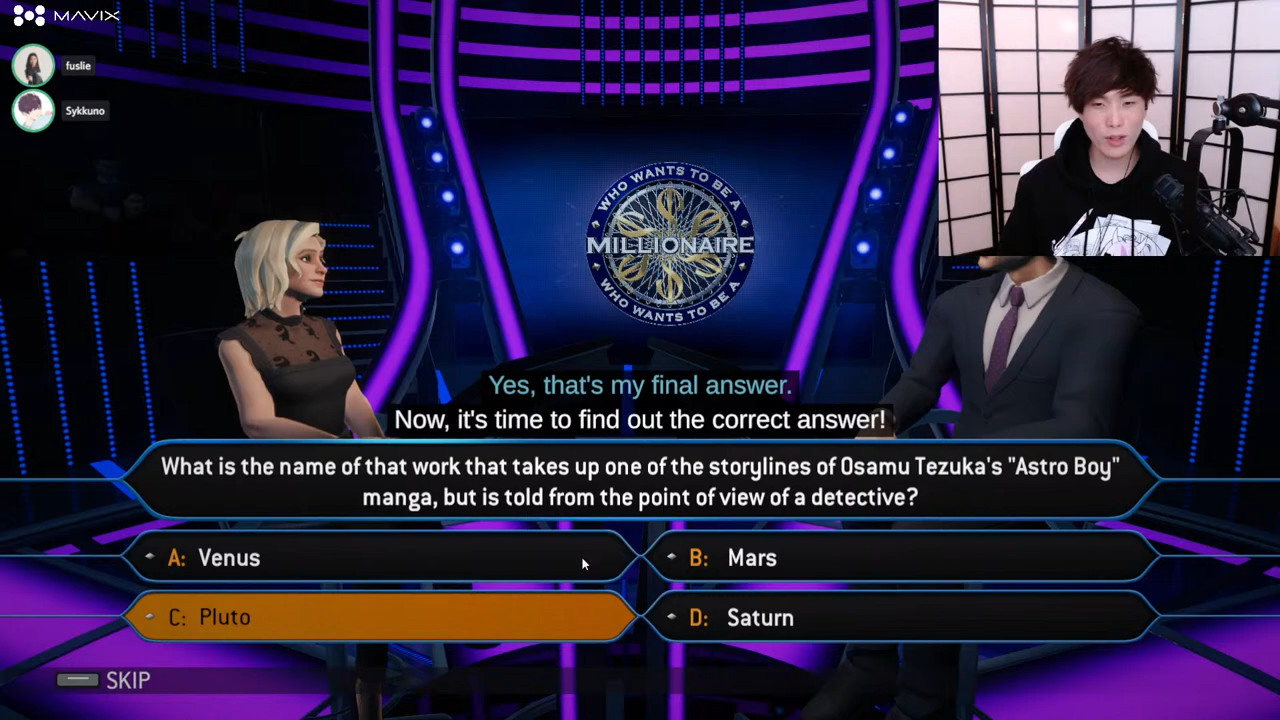 MAVIX
fuslie
Sykkuno
WHO WANTS TO BE A
MILLIONAIRE
WHO WANTS TO BE A
Yes, that's my final answer.
Now, it's time to find out the correct answer!
What is the name of that work that takes up one of the storylines of Osamu Tezuka's "Astro Boy"
manga, but is told from the point of view of a detective?
A: Venus
B: Mars
C: Pluto
D: Saturn
SKIP